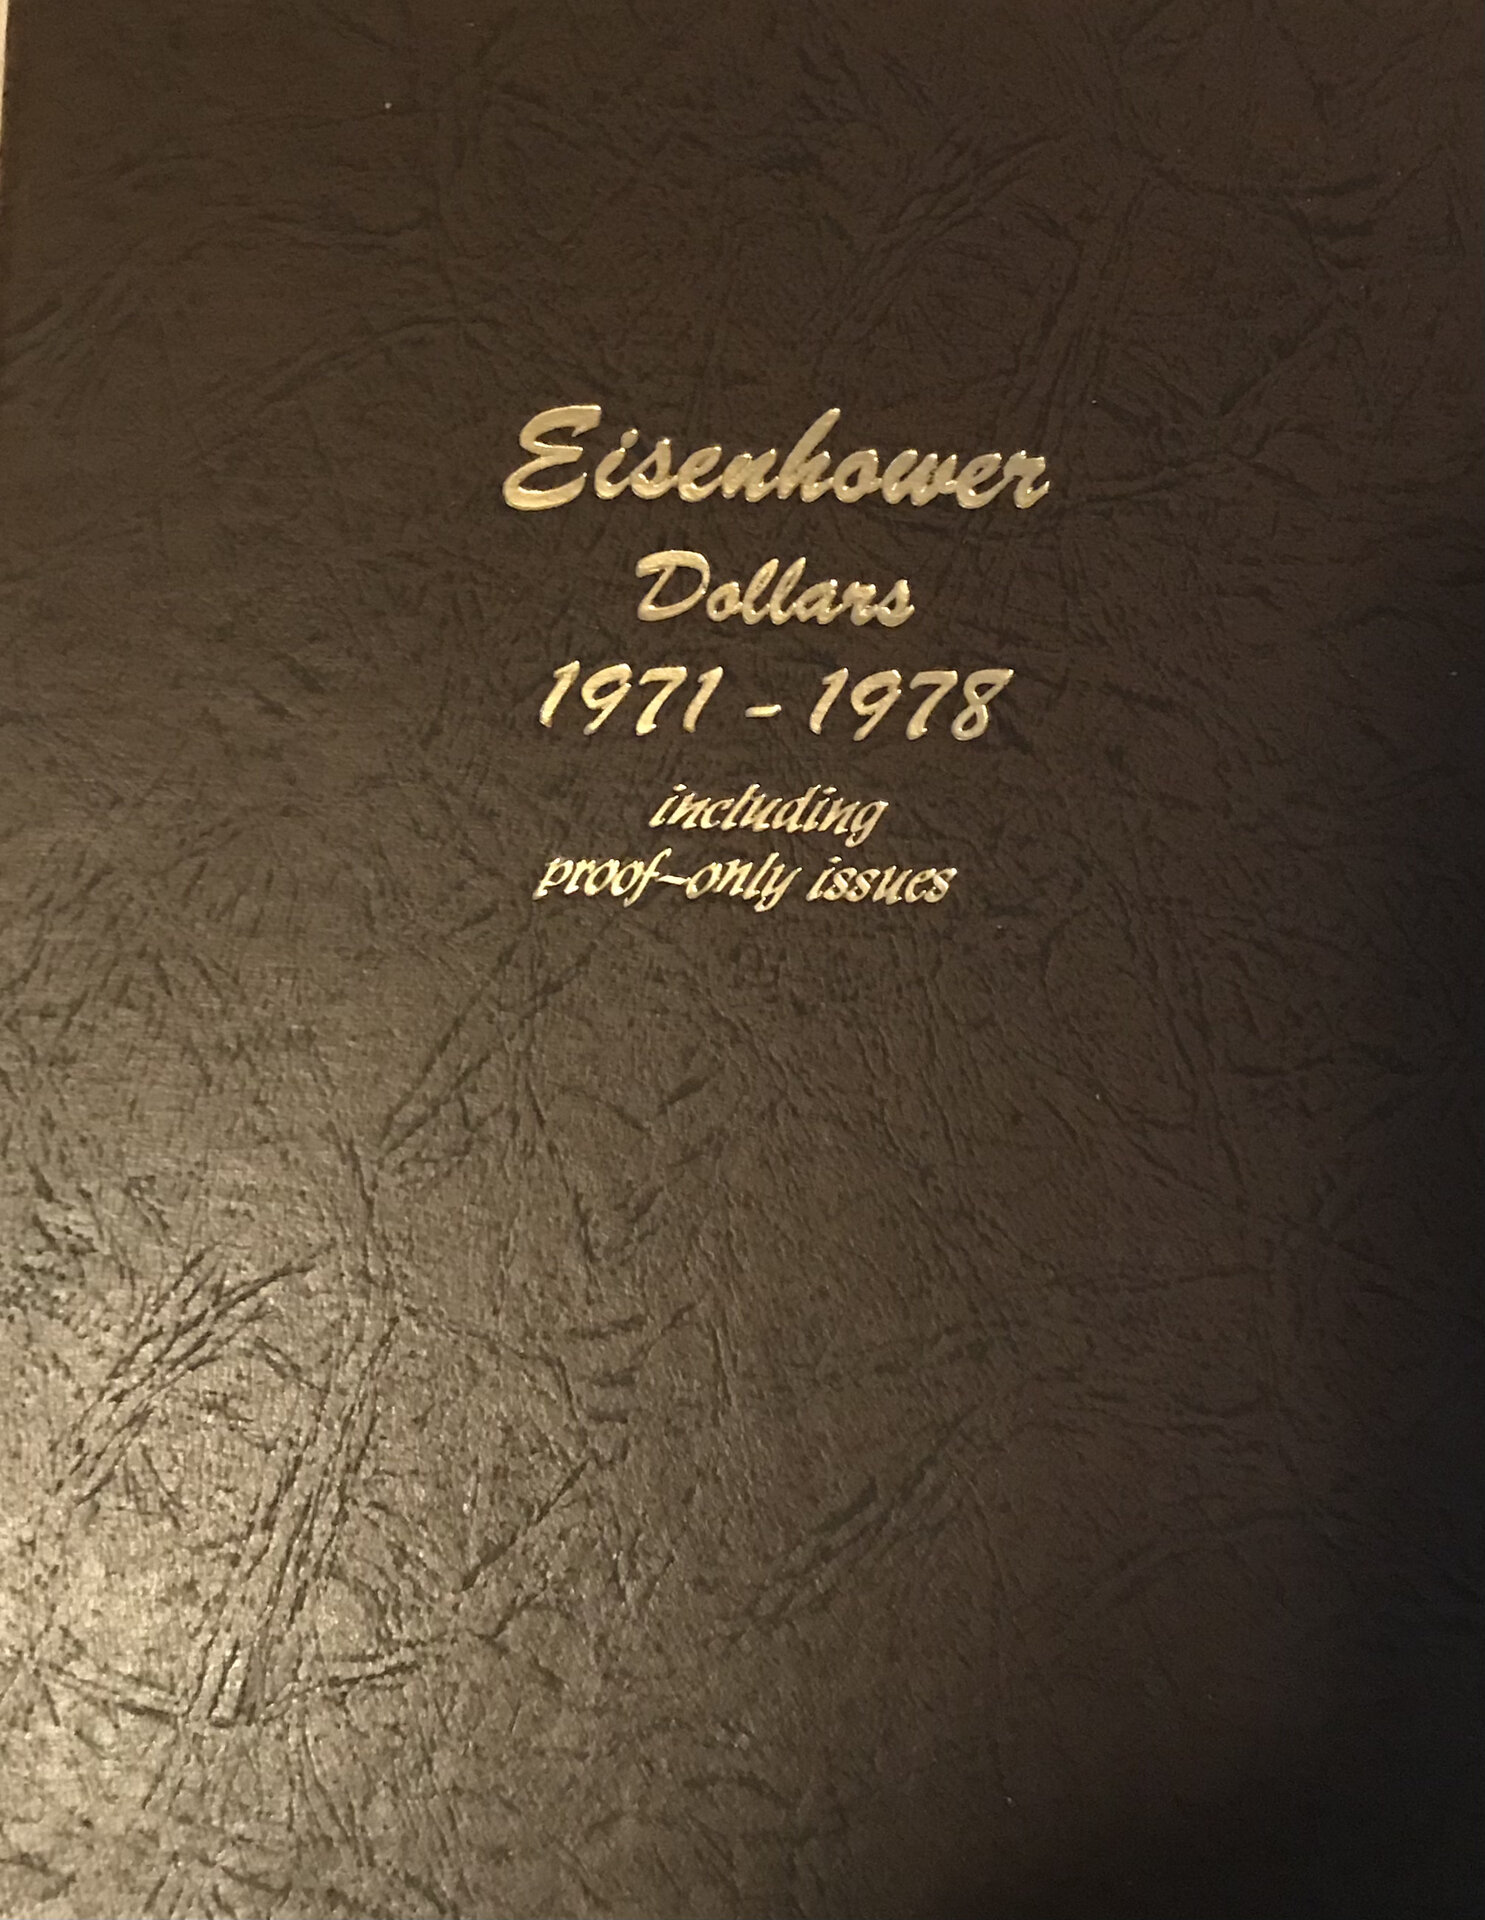 Eisenhower
Dollars
1971 - 1978
including
proof-only issues